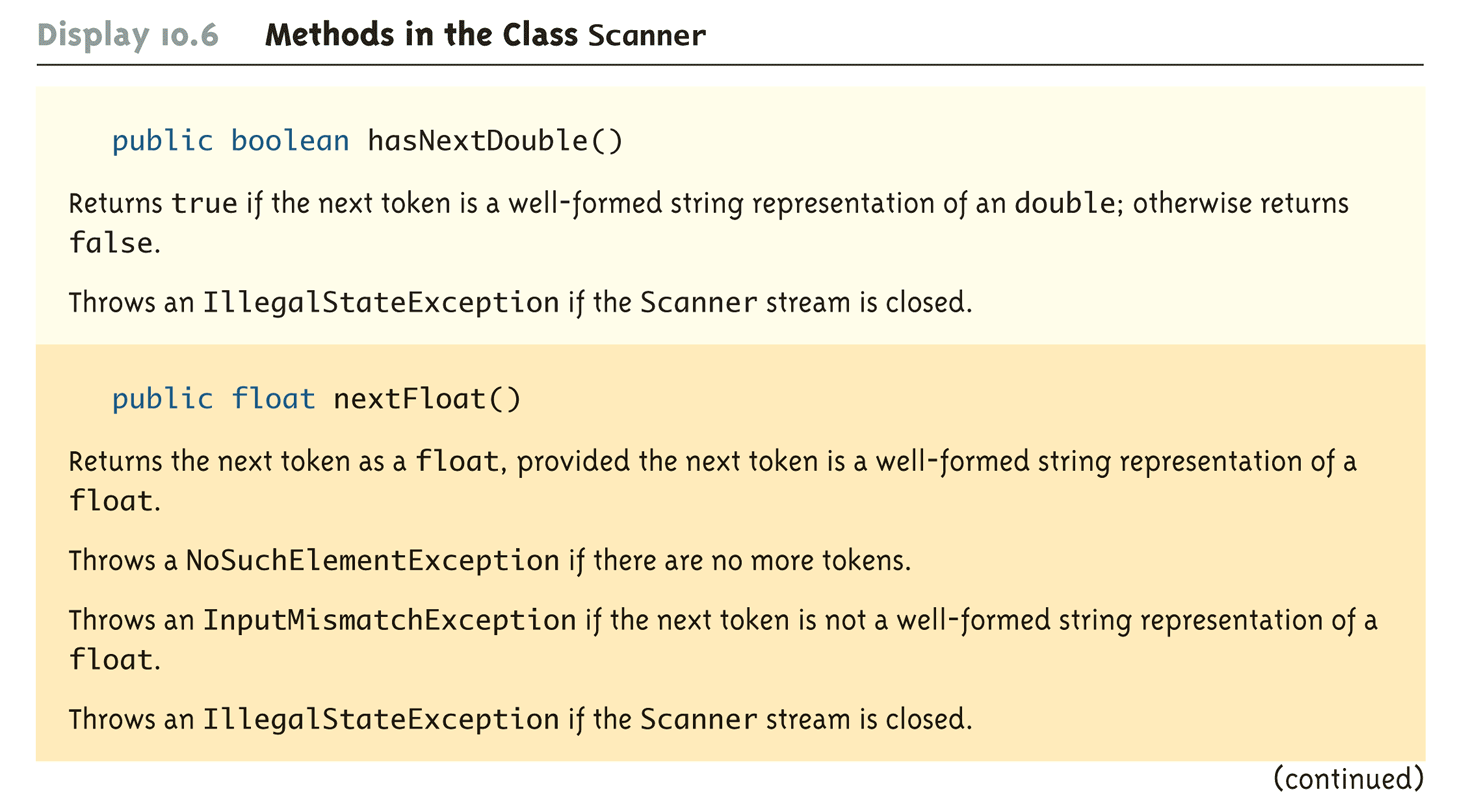 Display 10.6 Methods in the Class Scanner
public boolean hasNextDouble()
Returns true if the next token is a well-formed string representation of an double; otherwise returns
false.
Throws an IllegalStateException if the Scanner stream is closed.
public float nextFloat()
Returns the next token as a float, provided the next token is a well-formed string representation of a
float.
Throws a NoSuchElementException if there are no more tokens.
Throws an InputMismatchException if the next token is not a well-formed string representation of a
float.
Throws an IllegalStateException if the Scanner stream is closed.
(continued)